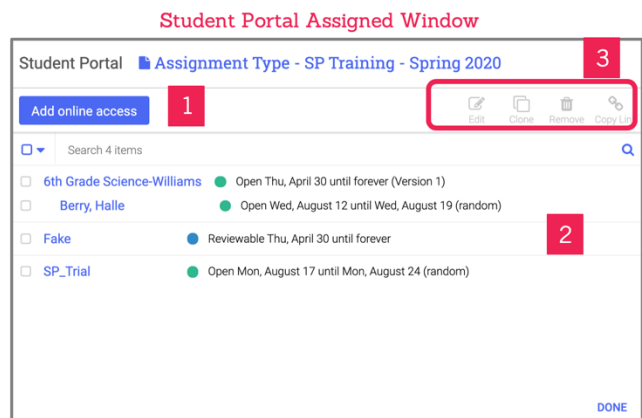 Student Portal Assigned Window
Student Portal Assignment Type - SP Training - Spring 2020
3
Add online access
1
Edit Clone Remove Copy Lin
Search 4 items
6th Grade Science-Williams Open Thu, April 30 until forever (Version 1)
Berry, Halle Open Wed, August 12 until Wed, August 19 (random)
Fake Reviewable Thu, April 30 until forever
2
SP_Trial Open Mon, August 17 until Mon, August 24 (random)
DONE